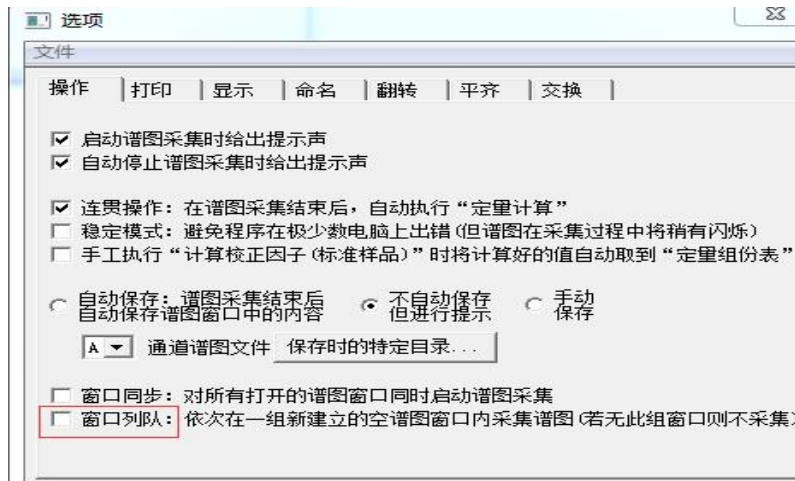 选项
文件
操作 打印 显示 命名 翻转 平齐 交换
启动谱图采集时给出提示声
自动停止谱图采集时给出提示声
连贯操作：在谱图采集结束后，自动执行“定量计算”
稳定模式：避免程序在极少数电脑上出错(但谱图在采集过程中将稍有闪烁)
手工执行“计算校正因子(标准样品)”时将计算好的值自动取到“定量组份表”
自动保存：谱图采集结束后 不自动保存 手动
自动保存谱图窗口中的内容 但进行提示 保存
A 通道谱图文件 保存时的特定目录...
窗口同步：对所有打开的谱图窗口同时启动谱图采集
窗口列队：依次在一组新建立的空谱图窗口内采集谱图(若无此组窗口则不采集)